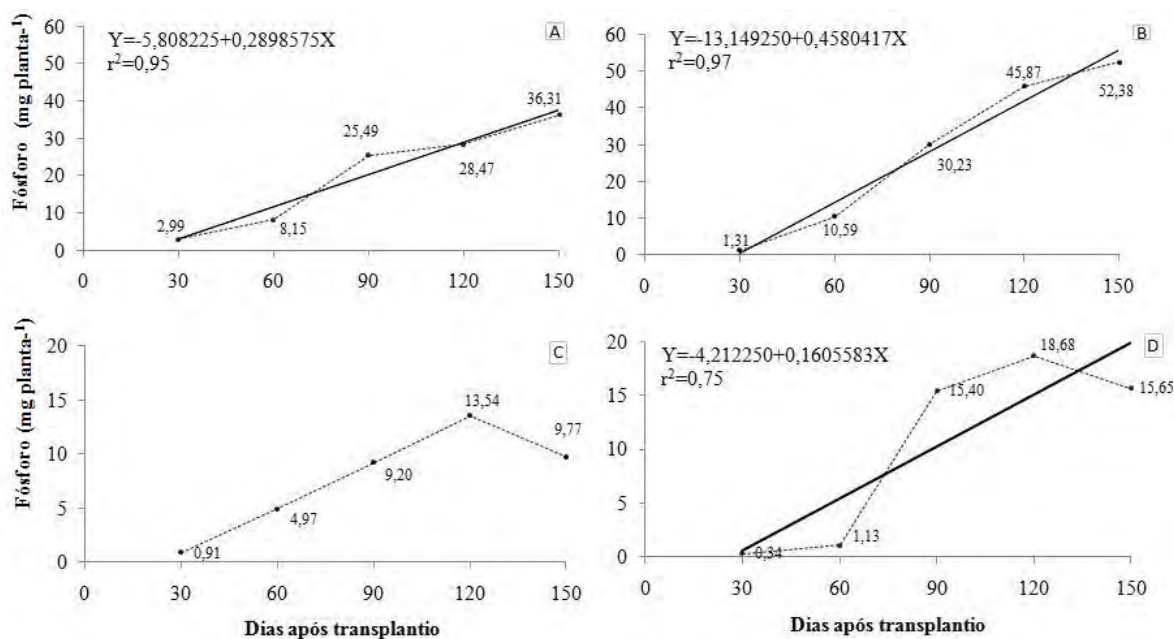 A
Y=-5,808225+0,2898575X
r²=0,95
Fósforo (mg planta-¹)
60
50
40
30
20
10
0
2,99
8,15
25,49
28,47
36,31
0 30 60 90 120 150
B
Y=-13,149250+0,4580417X
r²=0,97
60
50
40
30
20
10
0
1,31
10,59
30,23
45,87
52,38
0 30 60 90 120 150
C
Fósforo (mg planta-¹)
20
15
10
5
0
0,91
4,97
9,20
13,54
9,77
0 30 60 90 120 150
Dias após transplantio
D
Y=-4,212250+0,1605583X
r²=0,75
20
15
10
5
0
0,34
1,13
15,40
18,68
15,65
0 30 60 90 120 150
Dias após transplantio